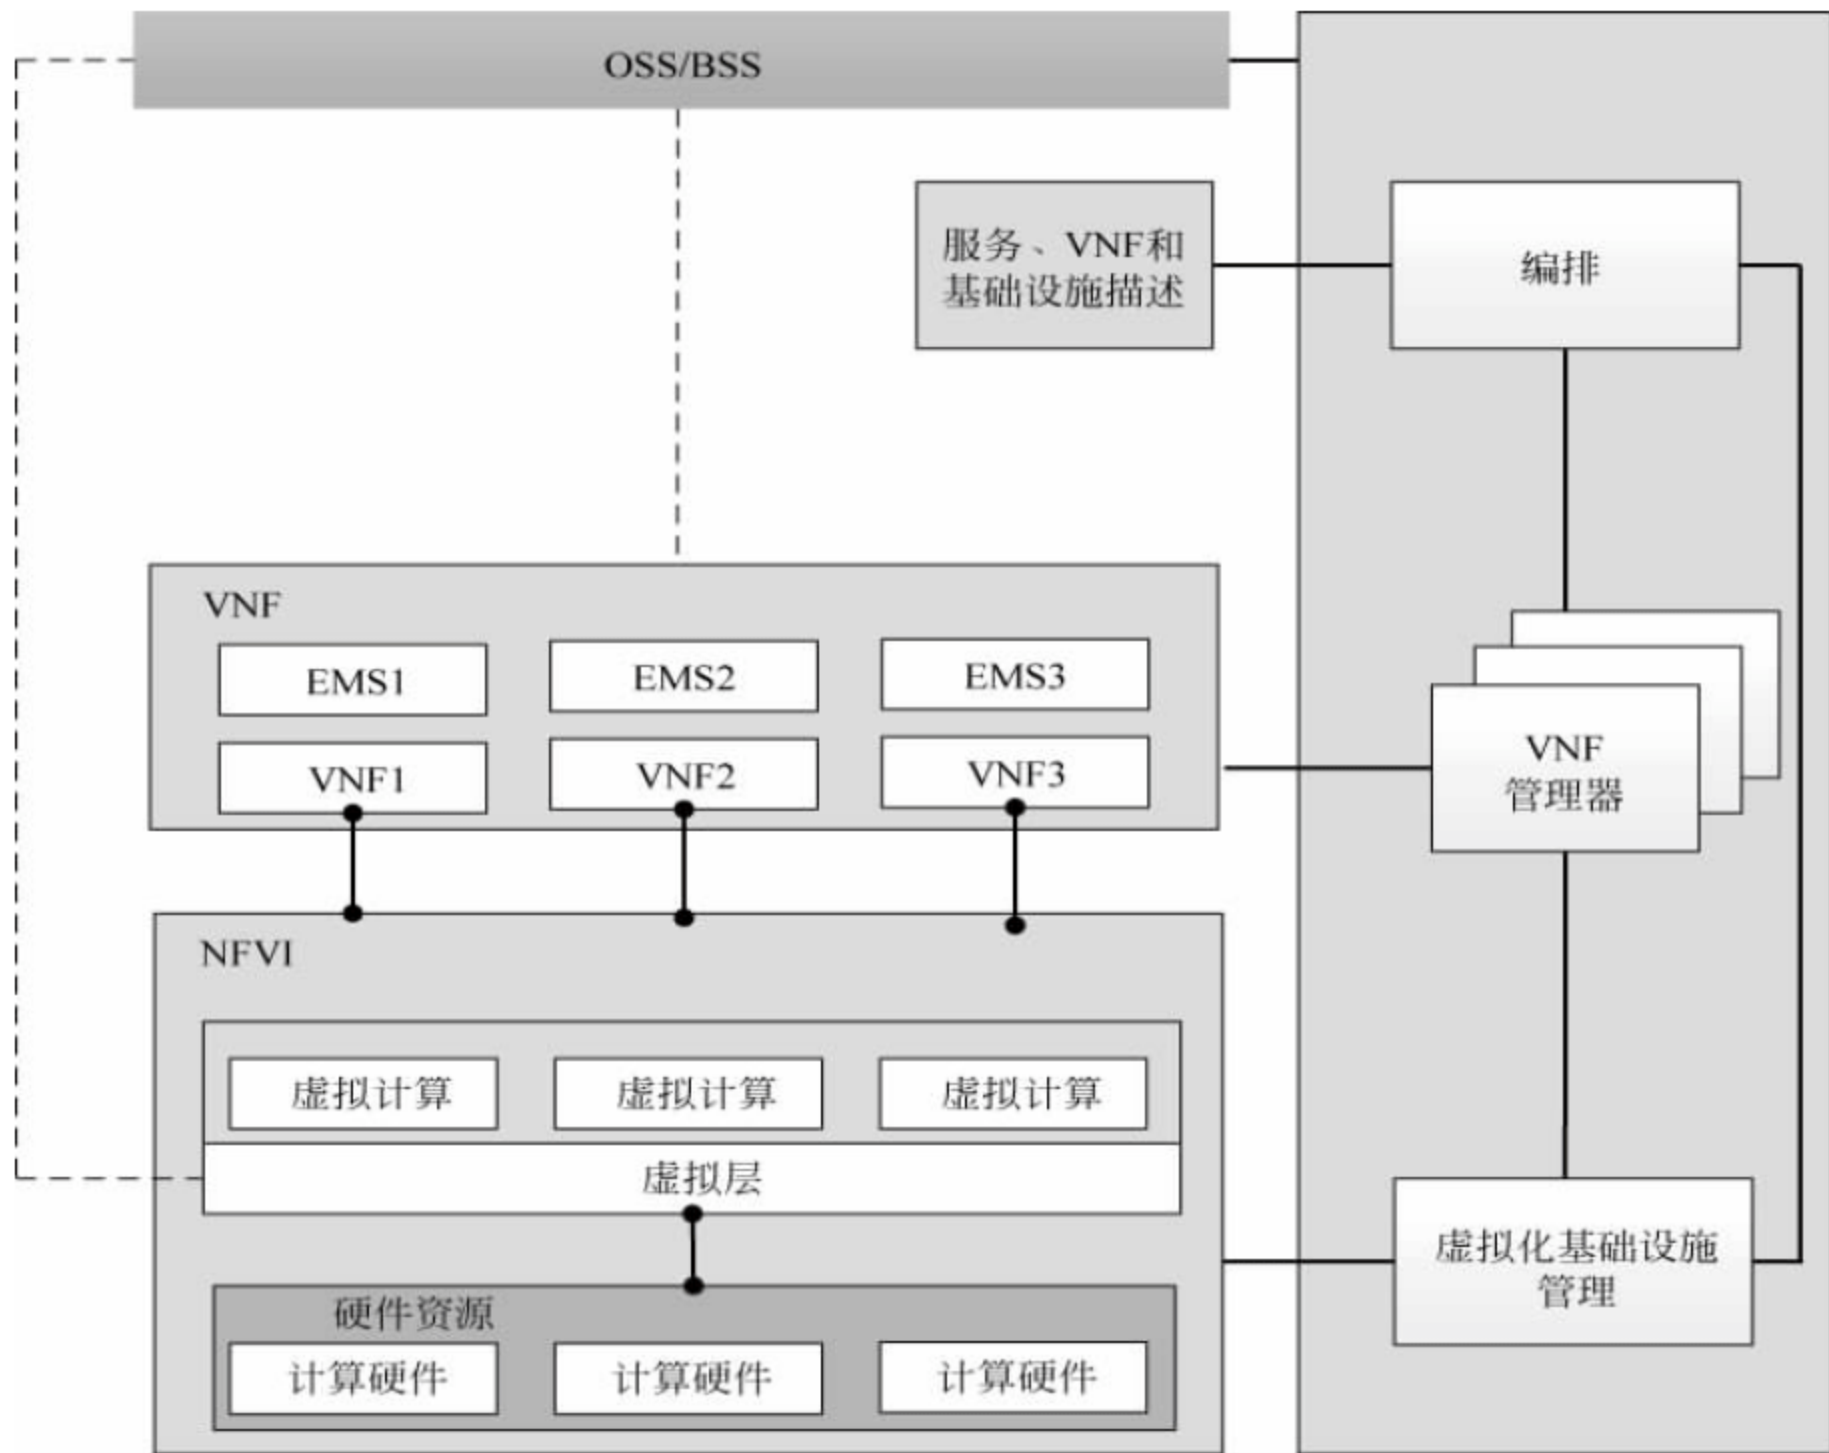 OSS/BSS
服务、VNF和
基础设施描述
编排
VNF
EMS1
EMS2
EMS3
VNF1
VNF2
VNF3
VNF
管理器
NFVI
虚拟计算
虚拟计算
虚拟计算
虚拟层
虚拟化基础设施
管理
硬件资源
计算硬件
计算硬件
计算硬件